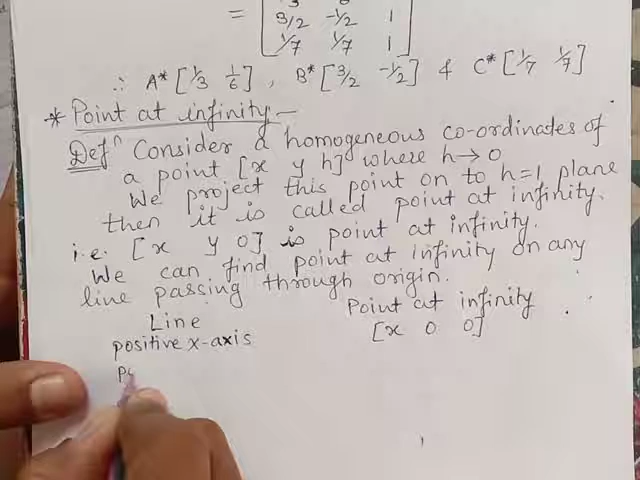 = [ 3/2 -1/2 1
1/7 1/7 1 ]
∴ A* [1/3 1/6] , B* [3/2 -1/2] & C* [1/7 1/7]
* Point at infinity –
Defⁿ Consider a homogeneous co-ordinates of
a point [x y h] where h→0
We project this point on to h=1 plane
then it is called point at infinity.
i.e. [x y 0] is point at infinity.
We can find point at infinity on any
line passing through origin.
Line Point at infinity
positive x-axis [x 0 0]